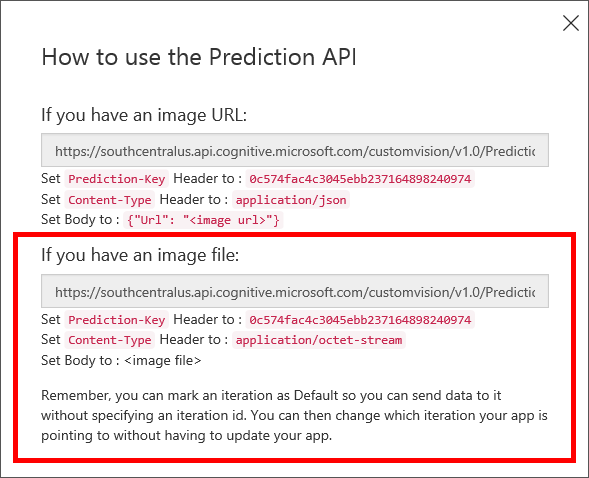 How to use the Prediction API
If you have an image URL:
https://southcentralus.api.cognitive.microsoft.com/customvision/v1.0/Predictic
Set Prediction-Key Header to : 0c574fac4c3045ebb237164898240974
Set Content-Type Header to : application/json
Set Body to : {"Url": "<image url>"}
If you have an image file:
https://southcentralus.api.cognitive.microsoft.com/customvision/v1.0/Predictic
Set Prediction-Key Header to : 0c574fac4c3045ebb237164898240974
Set Content-Type Header to : application/octet-stream
Set Body to : <image file>
Remember, you can mark an iteration as Default so you can send data to it
without specifying an iteration id. You can then change which iteration your app is
pointing to without having to update your app.